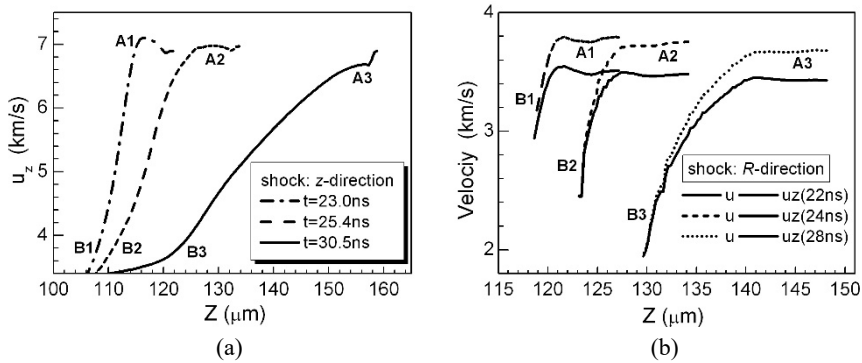 (a)
7
6
5
4
u_z (km/s)
A1
A2
A3
B1
B2
B3
shock: z-direction
t=23.0ns
t=25.4ns
t=30.5ns
100 110 120 130 140 150 160
Z (μm)
(a)
(b)
4
3
2
Velociy (km/s)
A1
A2
A3
B1
B2
B3
shock: R-direction
u uz(22ns)
u uz(24ns)
u uz(28ns)
115 120 125 130 135 140 145 150
Z (μm)
(b)